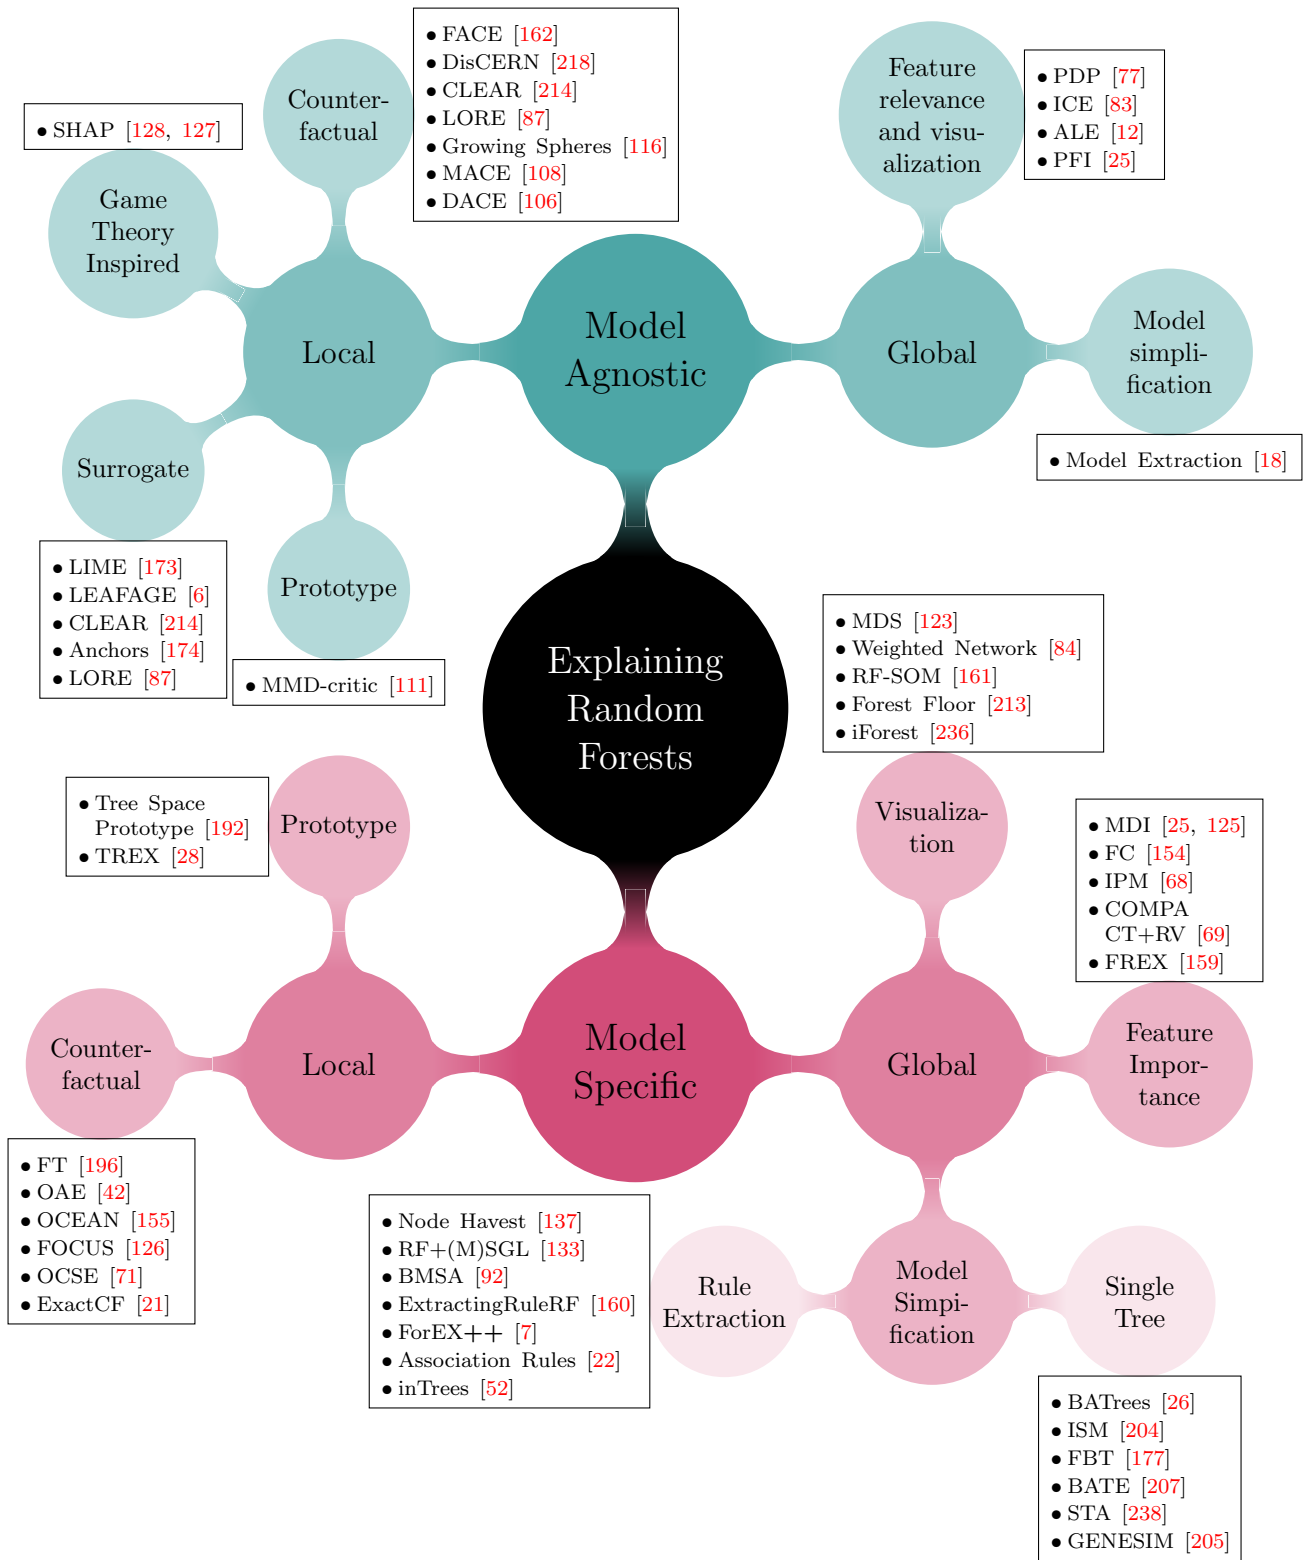 • FACE [162]
• DisCERN [218]
• CLEAR [214]
• LORE [87]
• Growing Spheres [116]
• MACE [108]
• DACE [106]
Counter-
factual
• SHAP [128, 127]
Game
Theory
Inspired
Feature
relevance
and visu-
alization
• PDP [77]
• ICE [83]
• ALE [12]
• PFI [25]
Local
Model
Agnostic
Global
Model
simpli-
fication
• Model Extraction [18]
Surrogate
• LIME [173]
• LEAFAGE [6]
• CLEAR [214]
• Anchors [174]
• LORE [87]
Prototype
• MMD-critic [111]
Explaining
Random
Forests
• MDS [123]
• Weighted Network [84]
• RF-SOM [161]
• Forest Floor [213]
• iForest [236]
Visualiza-
tion
• Tree Space
Prototype [192]
• TREX [28]
Prototype
• MDI [25, 125]
• FC [154]
• IPM [68]
• COMPA
CT+RV [69]
• FREX [159]
Counter-
factual
Local
Model
Specific
Global
Feature
Impor-
tance
• FT [196]
• OAE [42]
• OCEAN [155]
• FOCUS [126]
• OCSE [71]
• ExactCF [21]
• Node Havest [137]
• RF+(M)SGL [133]
• BMSA [92]
• ExtractingRuleRF [160]
• ForEX++ [7]
• Association Rules [22]
• inTrees [52]
Rule
Extraction
Model
Simpi-
fication
Single
Tree
• BATrees [26]
• ISM [204]
• FBT [177]
• BATE [207]
• STA [238]
• GENESIM [205]